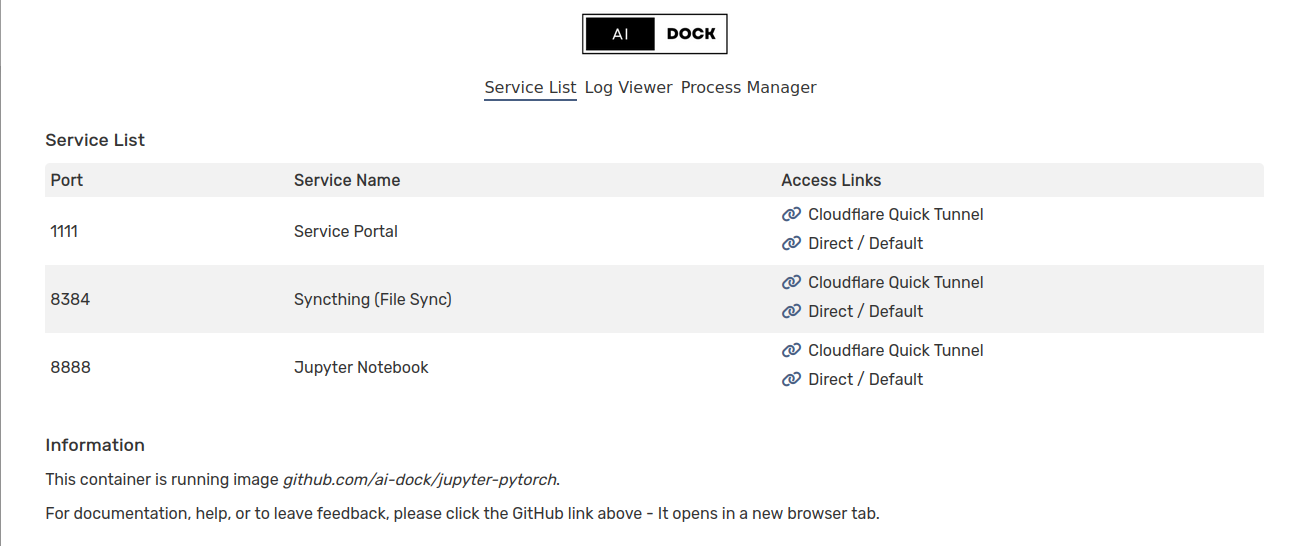 AI DOCK
Service List Log Viewer Process Manager
Service List
Port Service Name Access Links
1111 Service Portal Cloudflare Quick Tunnel
Direct / Default
8384 Syncthing (File Sync) Cloudflare Quick Tunnel
Direct / Default
8888 Jupyter Notebook Cloudflare Quick Tunnel
Direct / Default
Information
This container is running image github.com/ai-dock/jupyter-pytorch.
For documentation, help, or to leave feedback, please click the GitHub link above - It opens in a new browser tab.